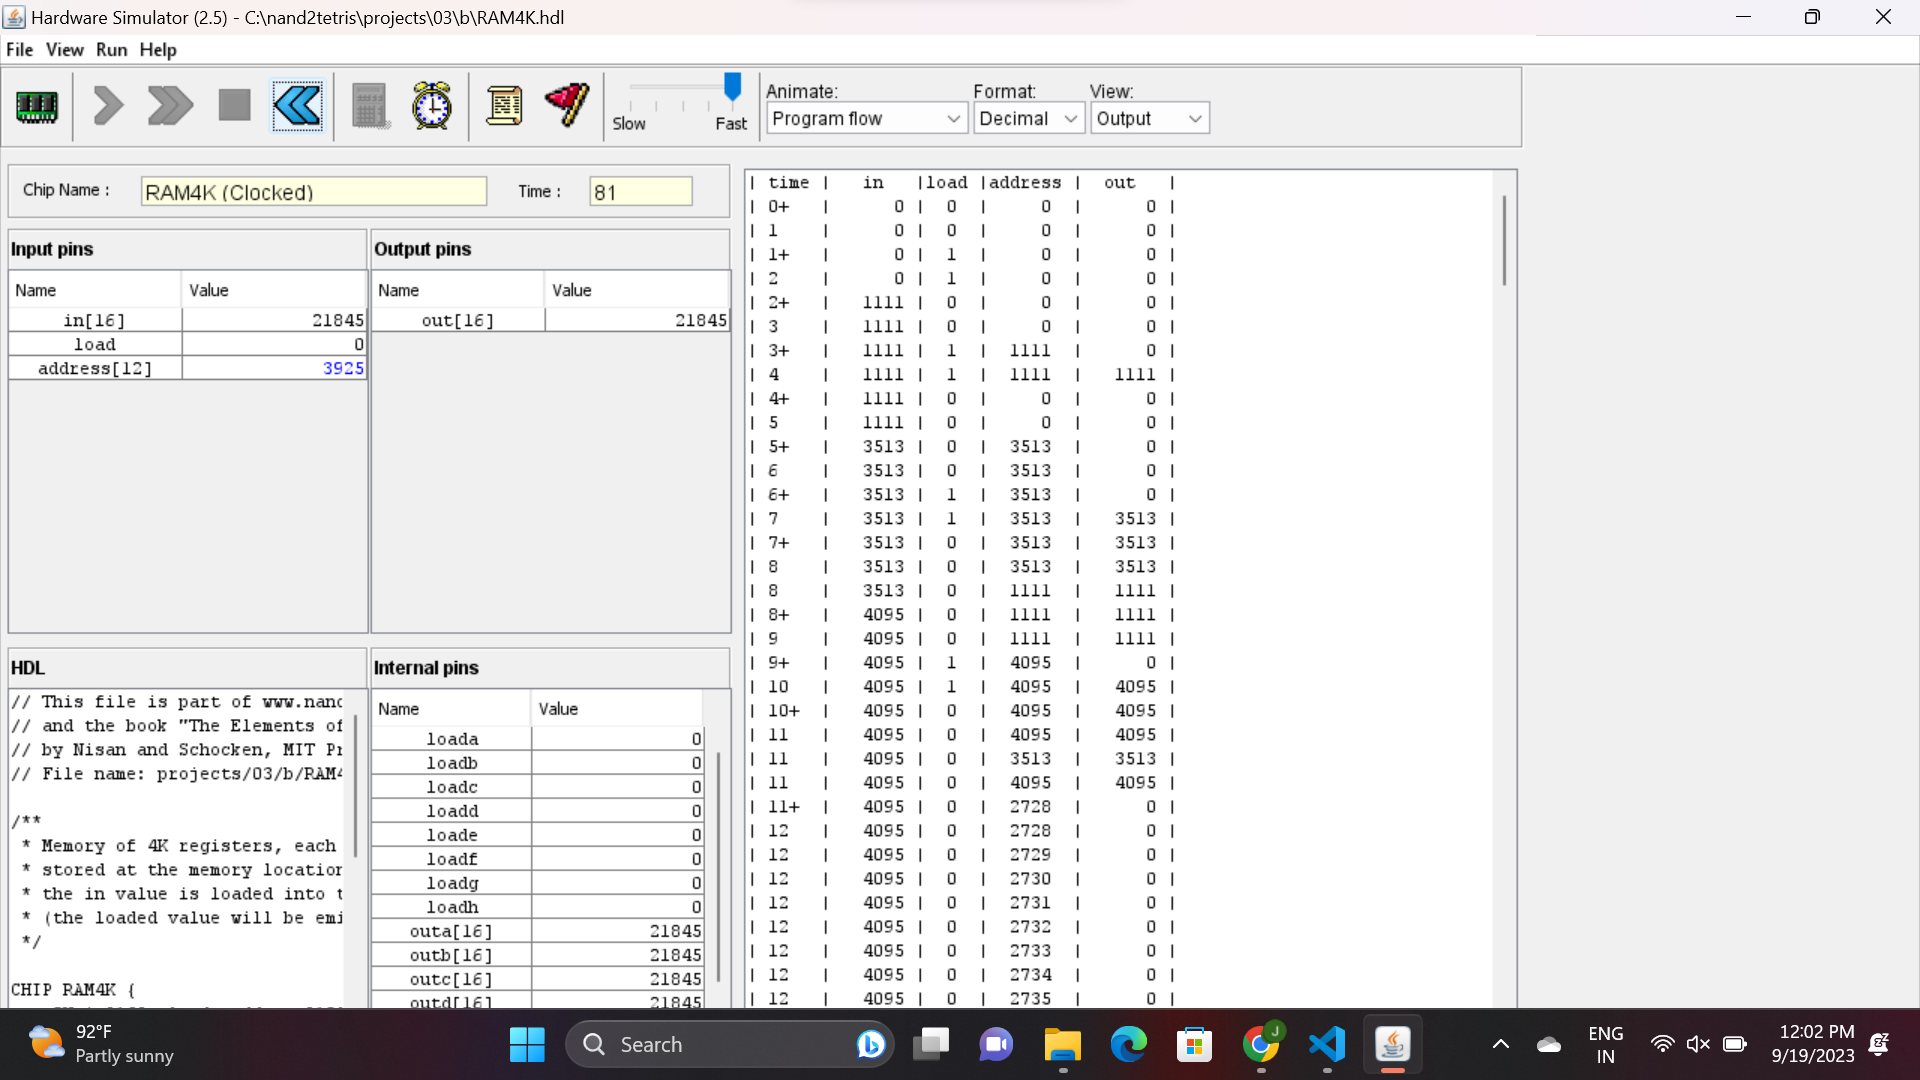 Hardware Simulator (2.5) - C:\nand2tetris\projects\03\b\RAM4K.hdl
File View Run Help
Slow Fast
Animate: Format: View:
Program flow Decimal Output
Chip Name : RAM4K (Clocked) Time : 81
Input pins
Name Value
in[16] 21845
load 0
address[12] 3925
Output pins
Name Value
out[16] 21845
HDL
// This file is part of www.nanc
// and the book "The Elements of
// by Nisan and Schocken, MIT Pr
// File name: projects/03/b/RAM4
/**
* Memory of 4K registers, each
* stored at the memory location
* the in value is loaded into t
* (the loaded value will be emi
*/
CHIP RAM4K {
Internal pins
Name Value
loada 0
loadb 0
loadc 0
loadd 0
loade 0
loadf 0
loadg 0
loadh 0
outa[16] 21845
outb[16] 21845
outc[16] 21845
outd[16] 21845
| time | in |load |address | out |
| 0+ | 0 | 0 | 0 | 0 |
| 1 | 0 | 0 | 0 | 0 |
| 1+ | 0 | 1 | 0 | 0 |
| 2 | 0 | 1 | 0 | 0 |
| 2+ | 1111 | 0 | 0 | 0 |
| 3 | 1111 | 0 | 0 | 0 |
| 3+ | 1111 | 1 | 1111 | 0 |
| 4 | 1111 | 1 | 1111 | 1111 |
| 4+ | 1111 | 0 | 0 | 0 |
| 5 | 1111 | 0 | 0 | 0 |
| 5+ | 3513 | 0 | 3513 | 0 |
| 6 | 3513 | 0 | 3513 | 0 |
| 6+ | 3513 | 1 | 3513 | 0 |
| 7 | 3513 | 1 | 3513 | 3513 |
| 7+ | 3513 | 0 | 3513 | 3513 |
| 8 | 3513 | 0 | 3513 | 3513 |
| 8 | 3513 | 0 | 1111 | 1111 |
| 8+ | 4095 | 0 | 1111 | 1111 |
| 9 | 4095 | 0 | 1111 | 1111 |
| 9+ | 4095 | 1 | 4095 | 0 |
| 10 | 4095 | 1 | 4095 | 4095 |
| 10+ | 4095 | 0 | 4095 | 4095 |
| 11 | 4095 | 0 | 4095 | 4095 |
| 11 | 4095 | 0 | 3513 | 3513 |
| 11 | 4095 | 0 | 4095 | 4095 |
| 11+ | 4095 | 0 | 2728 | 0 |
| 12 | 4095 | 0 | 2728 | 0 |
| 12 | 4095 | 0 | 2729 | 0 |
| 12 | 4095 | 0 | 2730 | 0 |
| 12 | 4095 | 0 | 2731 | 0 |
| 12 | 4095 | 0 | 2732 | 0 |
| 12 | 4095 | 0 | 2733 | 0 |
| 12 | 4095 | 0 | 2734 | 0 |
| 12 | 4095 | 0 | 2735 | 0 |
92°F
Partly sunny
Search
J
ENG
IN
12:02 PM
9/19/2023